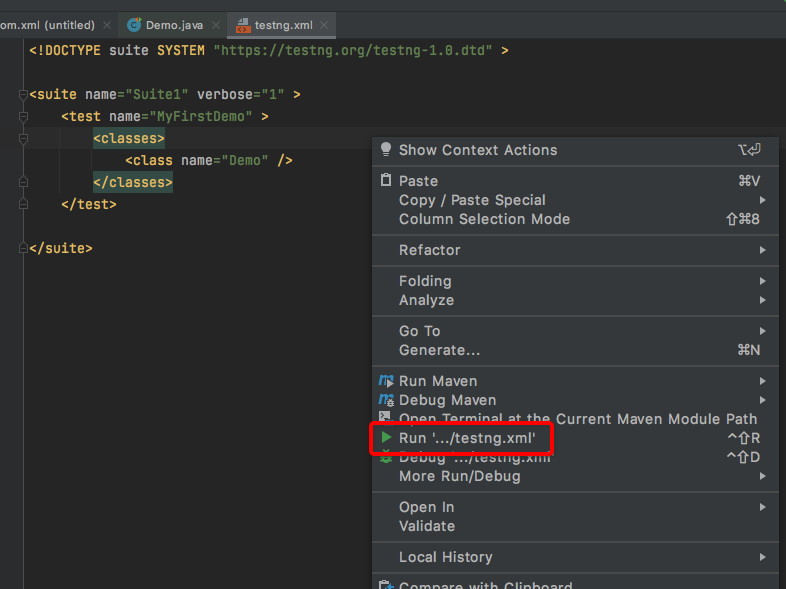 om.xml (untitled) Demo.java testng.xml
<!DOCTYPE suite SYSTEM "https://testng.org/testng-1.0.dtd" >
<suite name="Suite1" verbose="1" >
<test name="MyFirstDemo" >
<classes>
<class name="Demo" />
</classes>
</test>
</suite>
Show Context Actions ⌥⏎
Paste ⌘V
Copy / Paste Special
Column Selection Mode ⇧⌘8
Refactor
Folding
Analyze
Go To
Generate... ⌘N
Run Maven
Debug Maven
Open Terminal at the Current Maven Module Path
Run '.../testng.xml' ^⇧R
Debug '.../testng.xml' ^⇧D
More Run/Debug
Open In
Validate
Local History
Compare with Clipboard